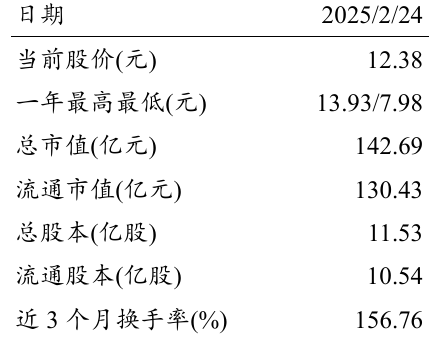 日期 2025/2/24
当前股价(元) 12.38
一年最高最低(元) 13.93/7.98
总市值(亿元) 142.69
流通市值(亿元) 130.43
总股本(亿股) 11.53
流通股本(亿股) 10.54
近 3 个月换手率(%) 156.76